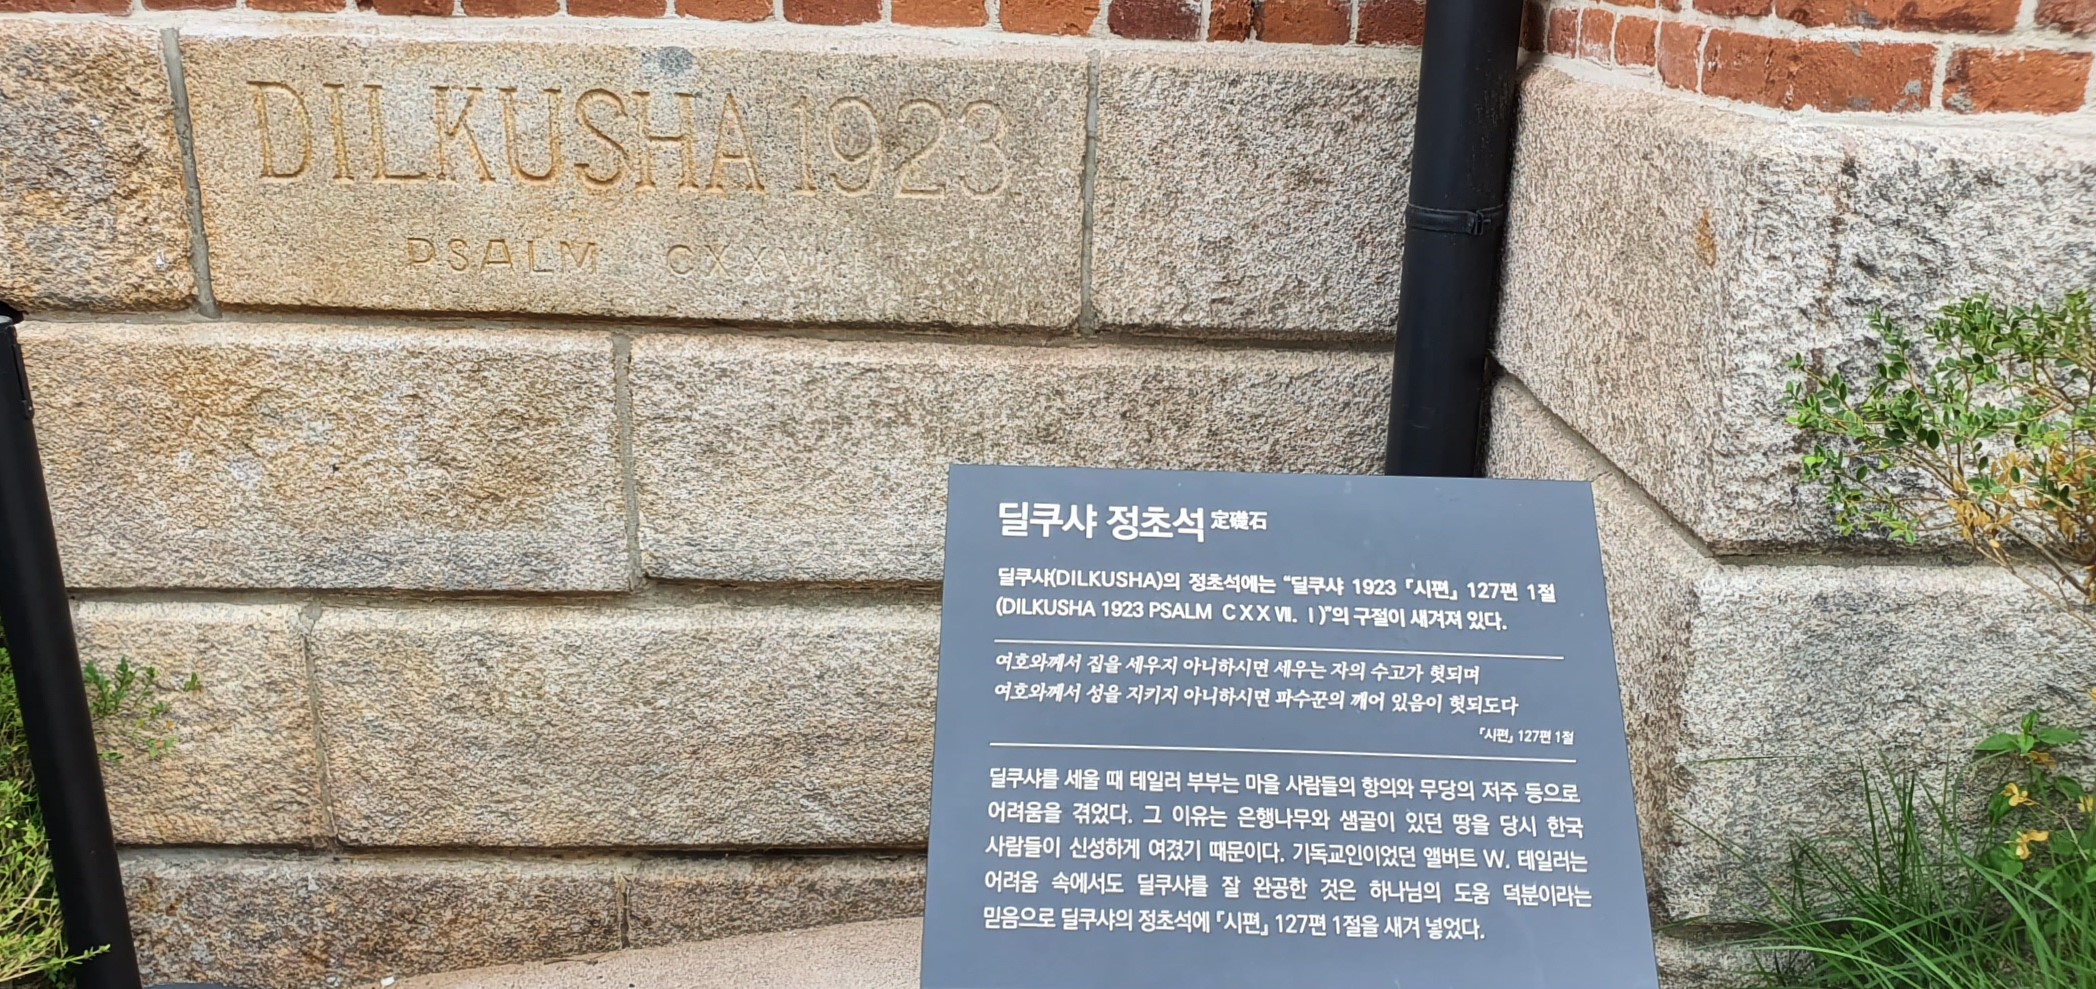 DILKUSHA 1923
PSALM CXXVII. I
딜쿠샤 정초석 定礎石
딜쿠샤(DILKUSHA)의 정초석에는 “딜쿠샤 1923 『시편』 127편 1절
(DILKUSHA 1923 PSALM CXXⅦ. Ⅰ)”의 구절이 새겨져 있다.
여호와께서 집을 세우지 아니하시면 세우는 자의 수고가 헛되며
여호와께서 성을 지키지 아니하시면 파수꾼의 깨어 있음이 헛되도다
『시편』 127편 1절
딜쿠샤를 세울 때 테일러 부부는 마을 사람들의 항의와 무당의 저주 등으로
어려움을 겪었다. 그 이유는 은행나무와 샘골이 있던 땅을 당시 한국
사람들이 신성하게 여겼기 때문이다. 기독교인이었던 앨버트 W. 테일러는
어려움 속에서도 딜쿠샤를 잘 완공한 것은 하나님의 도움 덕분이라는
믿음으로 딜쿠샤의 정초석에 『시편』 127편 1절을 새겨 넣었다.